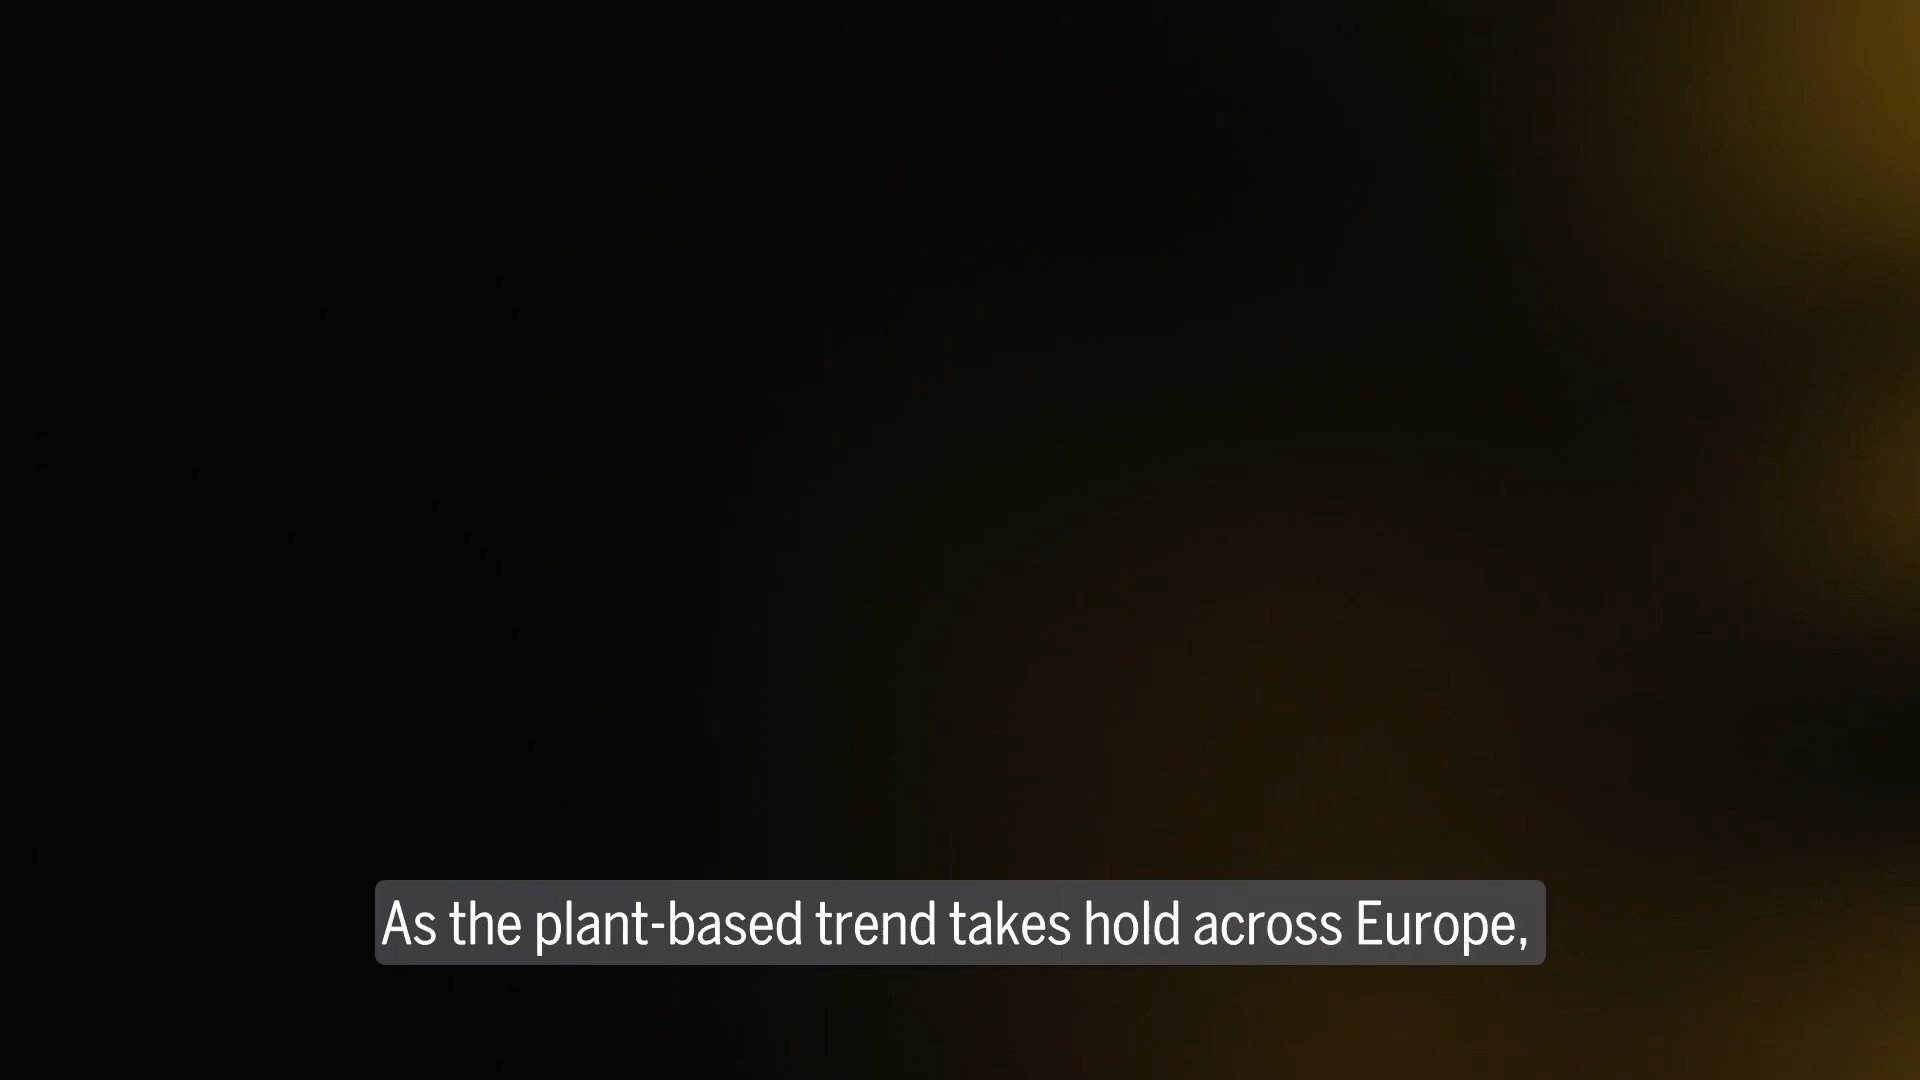 As the plant-based trend takes hold across Europe,